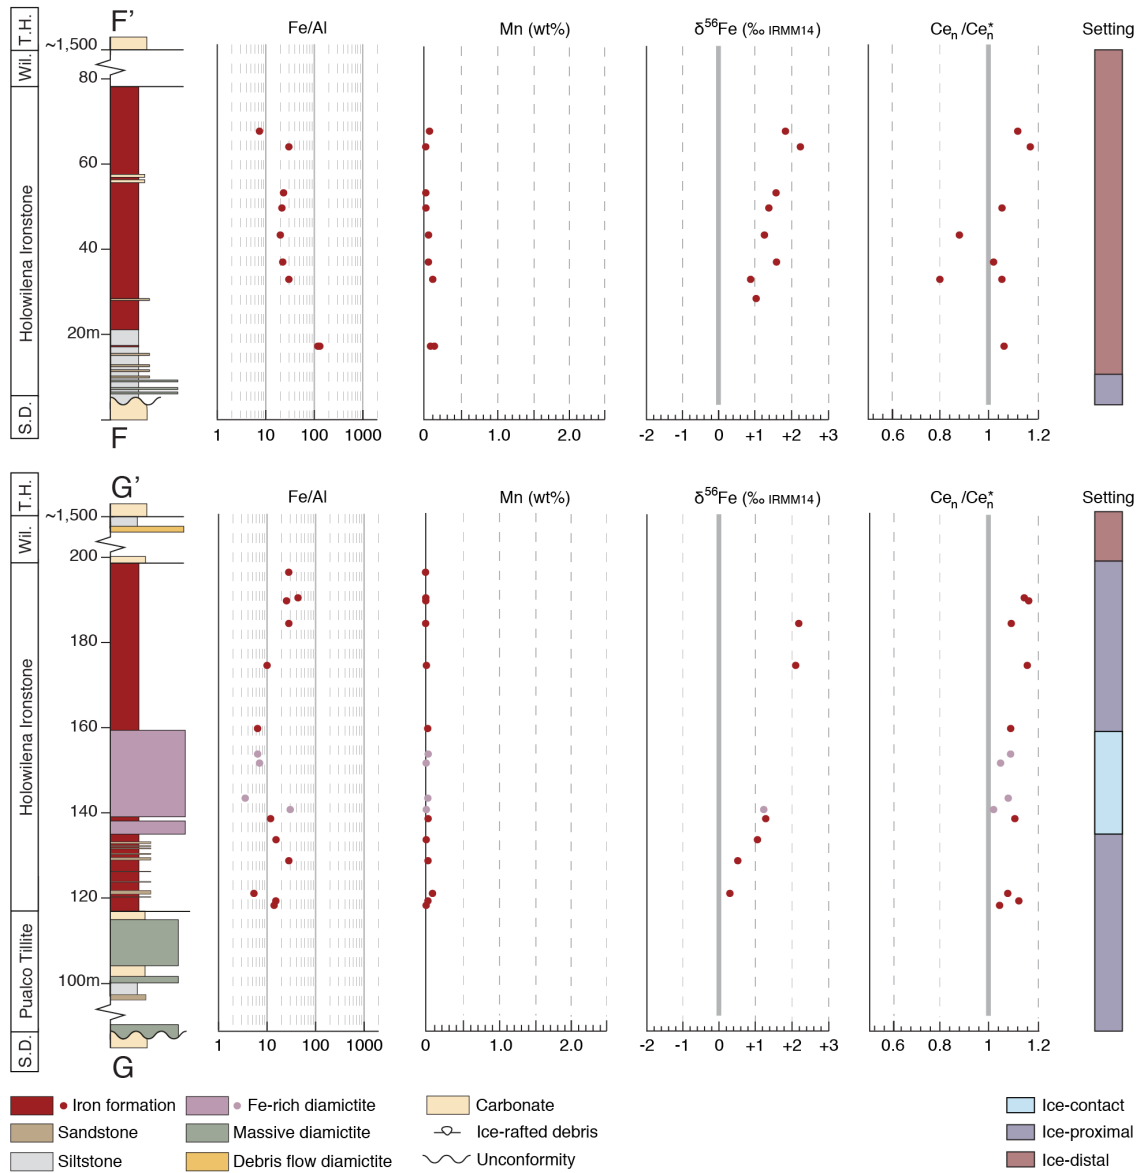 F' Fe/Al Mn (wt%) δ⁵⁶Fe (‰ IRMM14) Ceₙ/Ceₙ* Setting
T.H.
~1,500
Wil.
80
60
Holowilena Ironstone
40
20m
S.D.
F
1 10 100 1000 0 1.0 2.0 -2 -1 0 +1 +2 +3 0.6 0.8 1 1.2
G' Fe/Al Mn (wt%) δ⁵⁶Fe (‰ IRMM14) Ceₙ/Ceₙ* Setting
T.H.
~1,500
Wil.
200
180
160
Holowilena Ironstone
140
120
Pualco Tillite
100m
S.D.
G
1 10 100 1000 0 1.0 2.0 -2 -1 0 +1 +2 +3 0.6 0.8 1 1.2
Iron formation Fe-rich diamictite Carbonate Ice-contact
Sandstone Massive diamictite Ice-rafted debris Ice-proximal
Siltstone Debris flow diamictite Unconformity Ice-distal